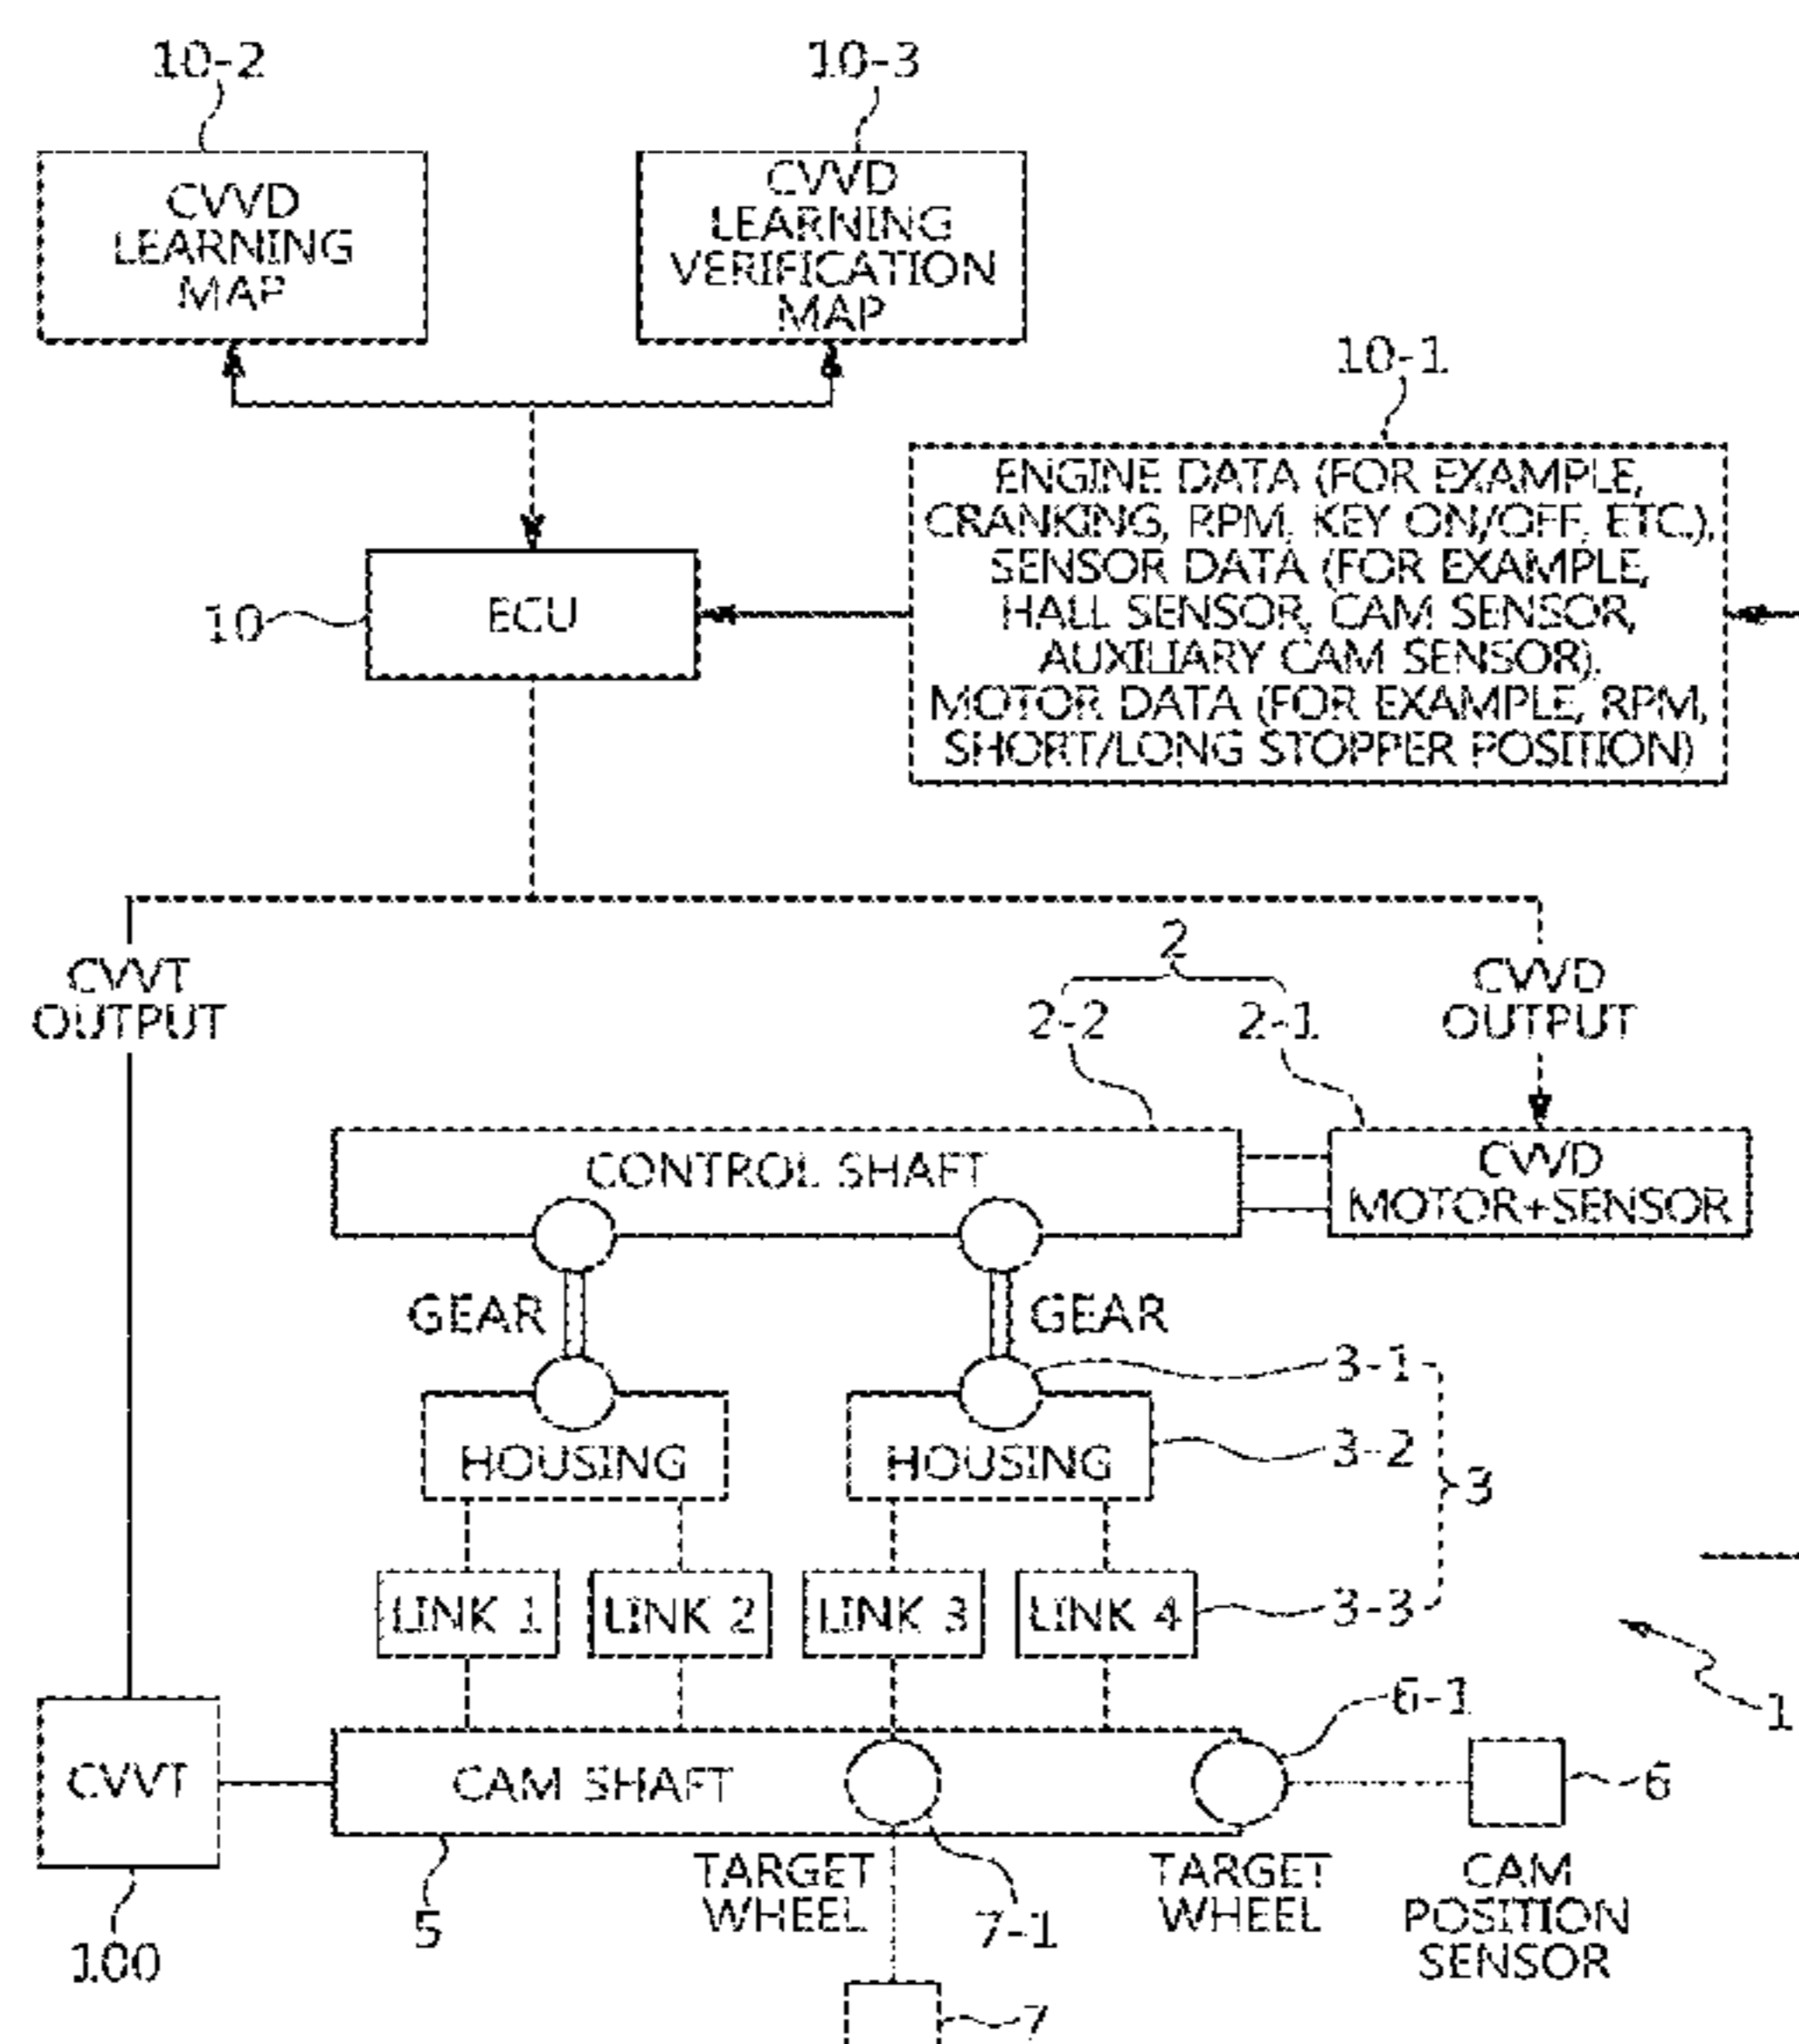 10-2
10-3
CVVD
LEARNING
MAP
CVVD
LEARNING
VERIFICATION
MAP
10-1
ENGINE DATA (FOR EXAMPLE,
CRANKING, RPM, KEY ON/OFF, ETC.),
SENSOR DATA (FOR EXAMPLE,
HALL SENSOR, CAM SENSOR,
AUXILIARY CAM SENSOR),
MOTOR DATA (FOR EXAMPLE, RPM,
SHORT/LONG STOPPER POSITION)
10
ECU
CVVT
OUTPUT
2
2-2
2-1
CVVD
OUTPUT
CONTROL SHAFT
CVVD
MOTOR+SENSOR
GEAR
GEAR
3-1
HOUSING
HOUSING
3-2
3
LINK 1
LINK 2
LINK 3
LINK 4
3-3
6-1
1
CVVT
CAM SHAFT
6
TARGET
WHEEL
TARGET
WHEEL
CAM
POSITION
SENSOR
100
5
7-1
7